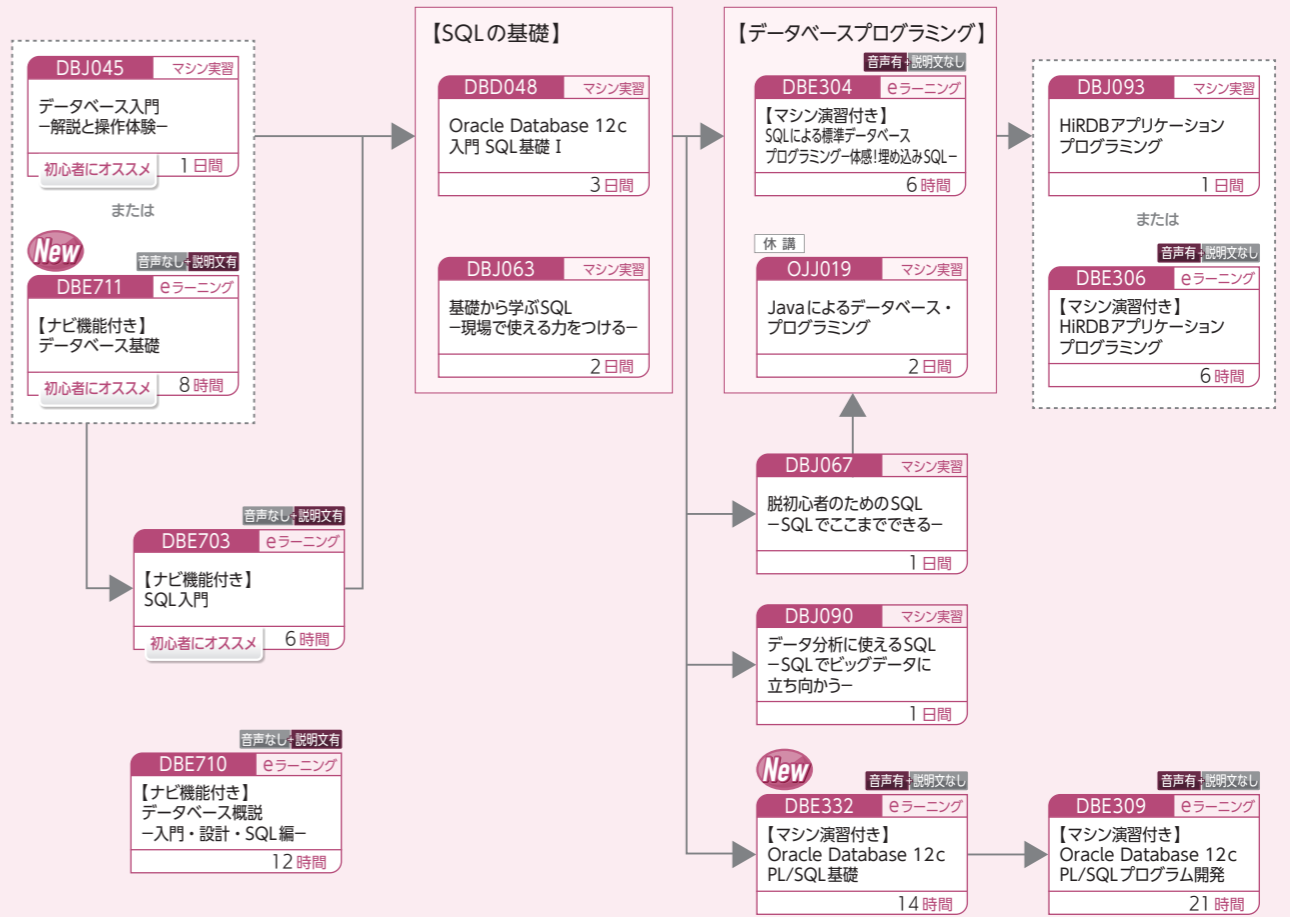 DBJ045 マシン実習
データベース入門
−解説と操作体験−
初心者にオススメ 1日間
または
New
音声なし+説明文有
DBE711 eラーニング
【ナビ機能付き】
データベース基礎
初心者にオススメ 8時間
音声なし+説明文有
DBE703 eラーニング
【ナビ機能付き】
SQL入門
初心者にオススメ 6時間
音声なし+説明文有
DBE710 eラーニング
【ナビ機能付き】
データベース概説
−入門・設計・SQL編−
12時間
【SQLの基礎】
DBD048 マシン実習
Oracle Database 12c
入門 SQL基礎 I
3日間
DBJ063 マシン実習
基礎から学ぶSQL
−現場で使える力をつける−
2日間
【データベースプログラミング】
音声有+説明文なし
DBE304 eラーニング
【マシン演習付き】
SQLによる標準データベース
プログラミング−体感!埋め込みSQL−
6時間
休講
OJJ019 マシン実習
Javaによるデータベース・
プログラミング
2日間
DBJ067 マシン実習
脱初心者のためのSQL
−SQLでここまでできる−
1日間
DBJ090 マシン実習
データ分析に使えるSQL
−SQLでビッグデータに
立ち向かう−
1日間
New
音声有+説明文なし
DBE332 eラーニング
【マシン演習付き】
Oracle Database 12c
PL/SQL基礎
14時間
DBJ093 マシン実習
HiRDBアプリケーション
プログラミング
1日間
または
音声有+説明文なし
DBE306 eラーニング
【マシン演習付き】
HiRDBアプリケーション
プログラミング
6時間
音声有+説明文なし
DBE309 eラーニング
【マシン演習付き】
Oracle Database 12c
PL/SQLプログラム開発
21時間